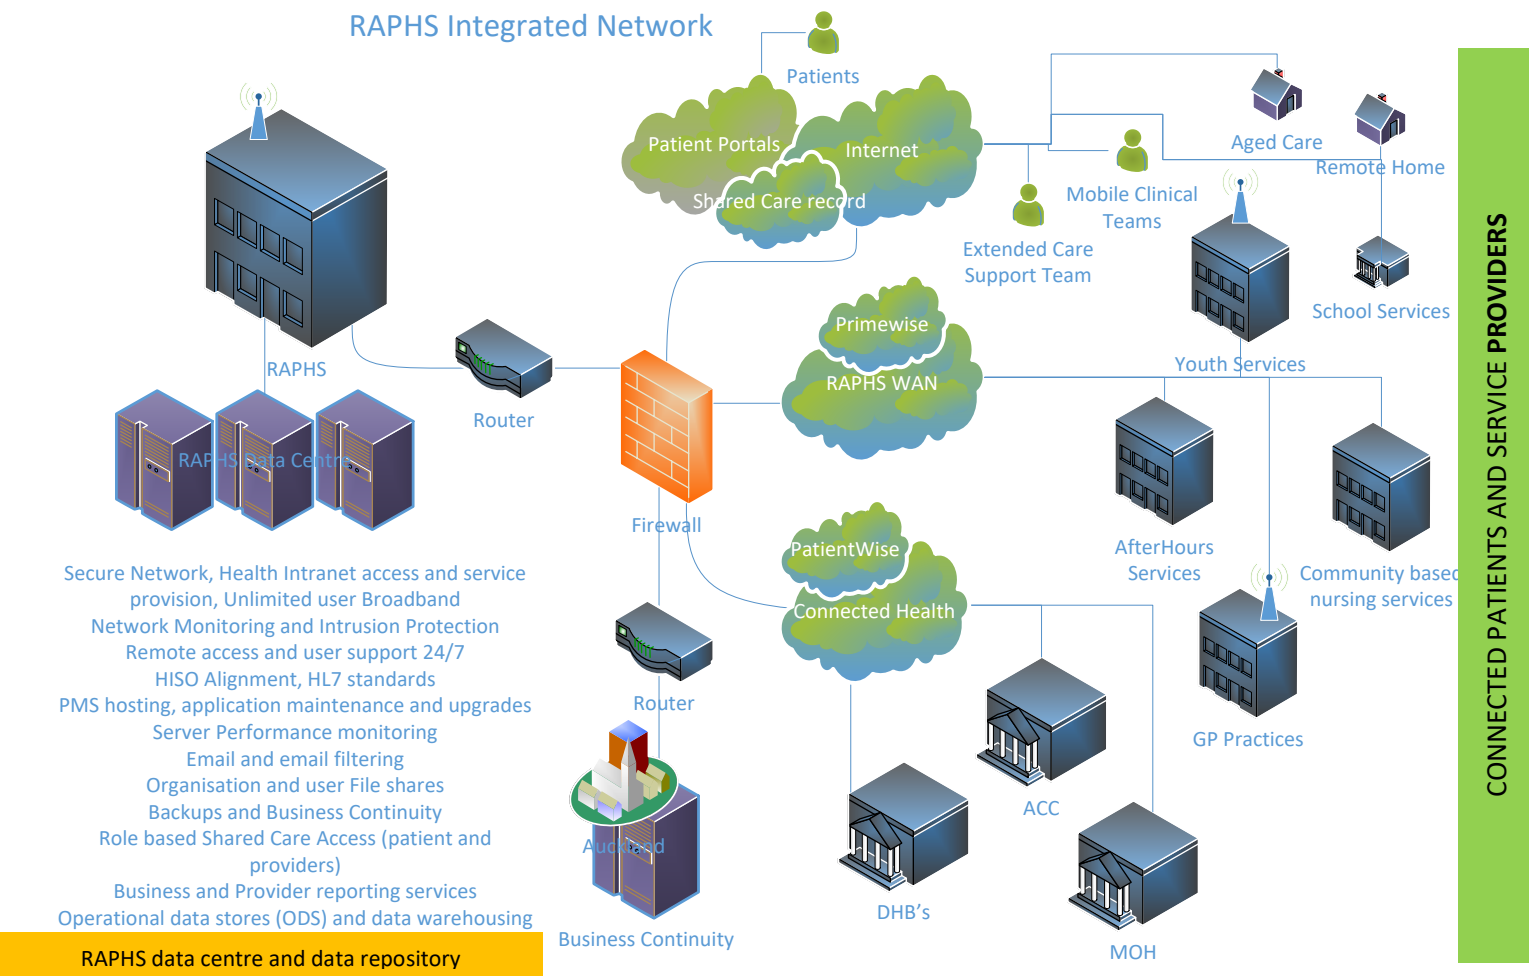 RAPHS Integrated Network
Patients
Patient Portals
Internet
Shared Care record
Aged Care
Remote Home
Mobile Clinical
Teams
Extended Care
Support Team
School Services
Youth Services
RAPHS
Router
RAPHS Data Centre
Firewall
Primewise
RAPHS WAN
AfterHours
Services
Community based
nursing services
GP Practices
PatientWise
Connected Health
Router
Auckland
Business Continuity
ACC
DHB's
MOH
Secure Network, Health Intranet access and service
provision, Unlimited user Broadband
Network Monitoring and Intrusion Protection
Remote access and user support 24/7
HISO Alignment, HL7 standards
PMS hosting, application maintenance and upgrades
Server Performance monitoring
Email and email filtering
Organisation and user File shares
Backups and Business Continuity
Role based Shared Care Access (patient and
providers)
Business and Provider reporting services
Operational data stores (ODS) and data warehousing
RAPHS data centre and data repository
CONNECTED PATIENTS AND SERVICE PROVIDERS